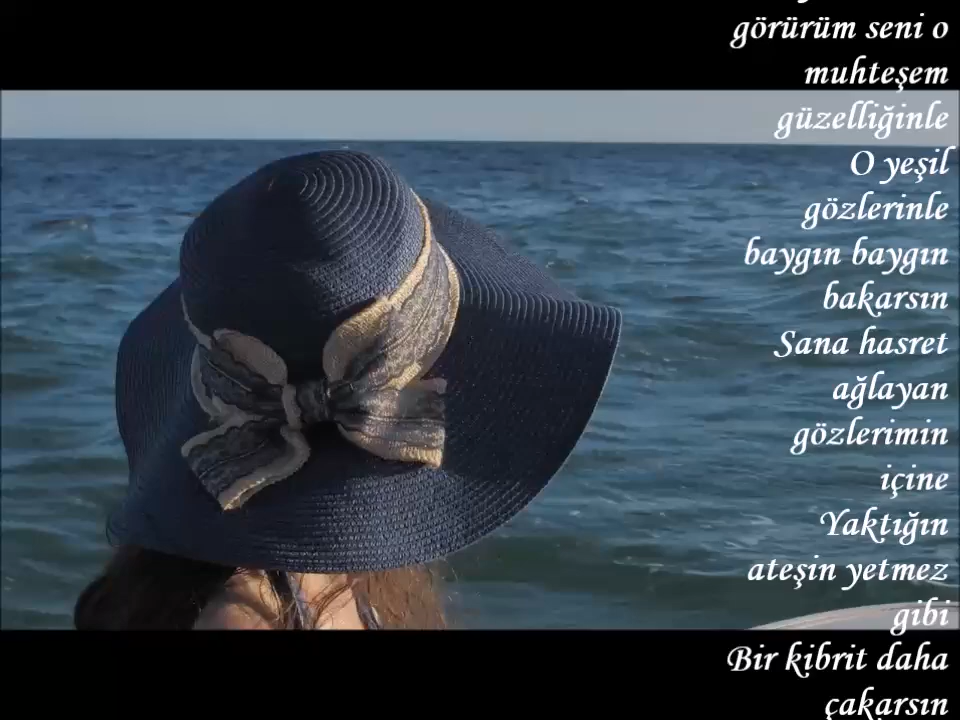 görürüm seni o
muhteşem
güzelliğinle
O yeşil
gözlerinle
baygın baygın
bakarsın
Sana hasret
ağlayan
gözlerimin
içine
Yaktığın
ateşin yetmez
gibi
Bir kibrit daha
çakarsın